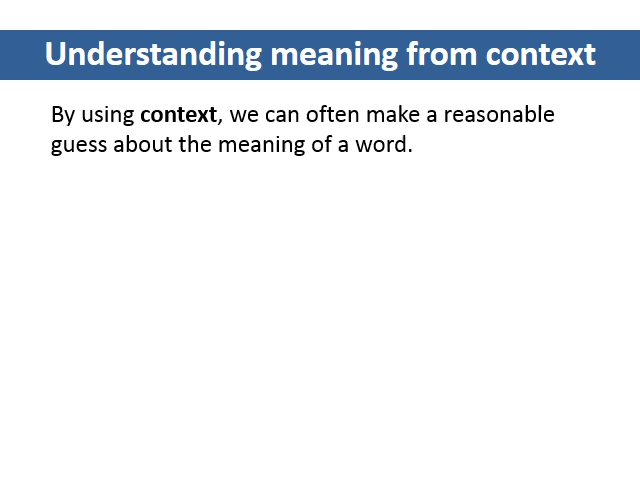 Understanding meaning from context
By using context, we can often make a reasonable
guess about the meaning of a word.